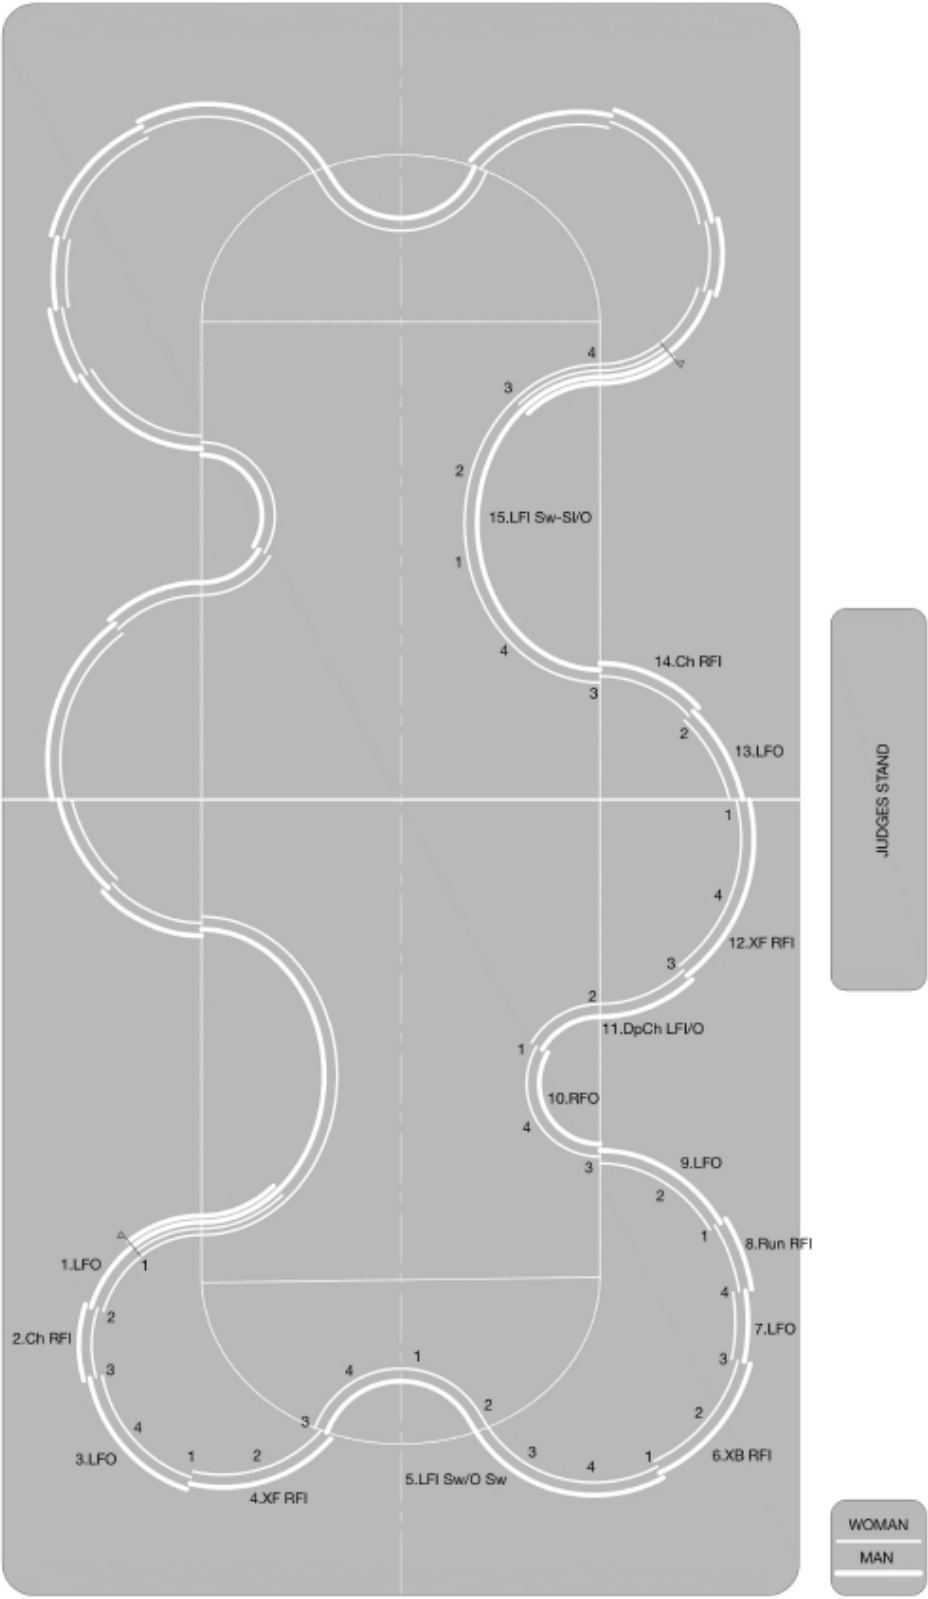 4
3
2
15.LFI Sw-SI/O
1
4
14.Ch RFI
3
2
13.LFO
JUDGES STAND
1
4
12.XF RFI
3
2
11.DpCh LFI/O
1
10.RFO
4
9.LFO
3
2
1
8.Run RFI
1.LFO
1
4
2
7.LFO
2.Ch RFI
1
3
4
3
2
2
4
3
3.LFO
1
2
3
1
6.XB RFI
4
5.LFI Sw/O Sw
4.XF RFI
WOMAN
MAN